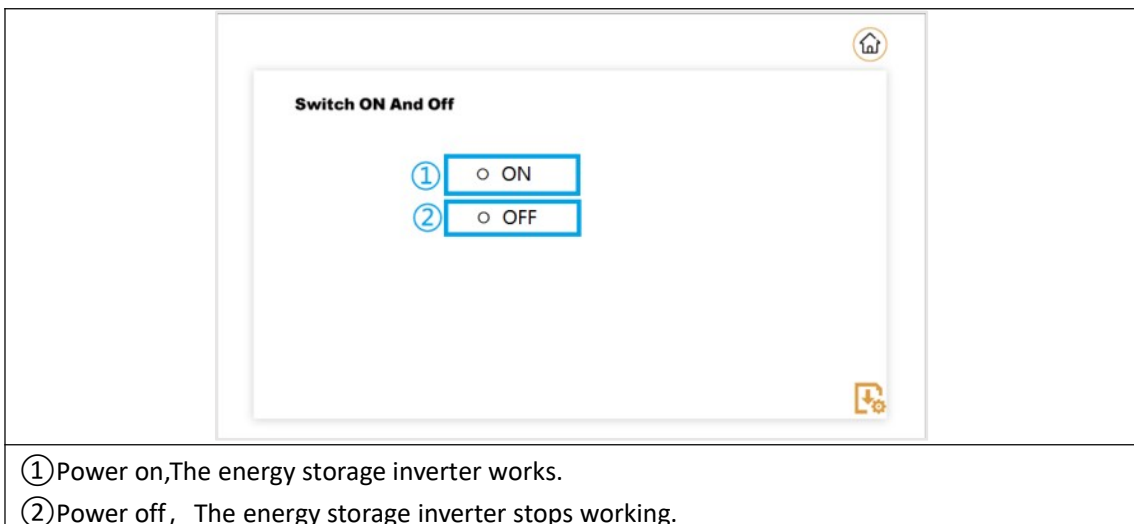 Switch ON And Off
① ON
② OFF
①Power on,The energy storage inverter works.
②Power off，The energy storage inverter stops working.